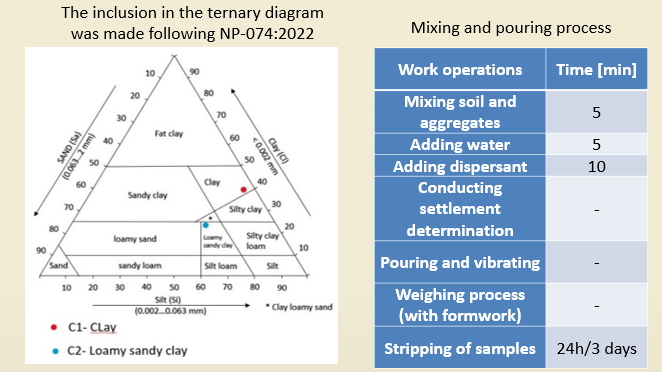 The inclusion in the ternary diagram
was made following NP-074:2022
10
90
20
80
30
70
40
60
50
50
60
40
70
30
80
20
90
10
SAND (Sa)
(0.063...2 mm)
Clay (Cl)
< 0.002 mm
Fat clay
Clay
Sandy clay
Silty clay
*
loamy sand
Loamy
sandy clay
Silty clay
loam
Sand
sandy loam
Silt loam
Silt
10 20 30 40 50 60 70 80 90
Silt (Si)
(0.002...0.063 mm)
* Clay loamy sand
C1- CLay
C2- Loamy sandy clay
Mixing and pouring process
Work operations Time [min]
Mixing soil and
aggregates
5
Adding water 5
Adding dispersant 10
Conducting
settlement
determination
-
Pouring and vibrating -
Weighing process
(with formwork)
-
Stripping of samples 24h/3 days